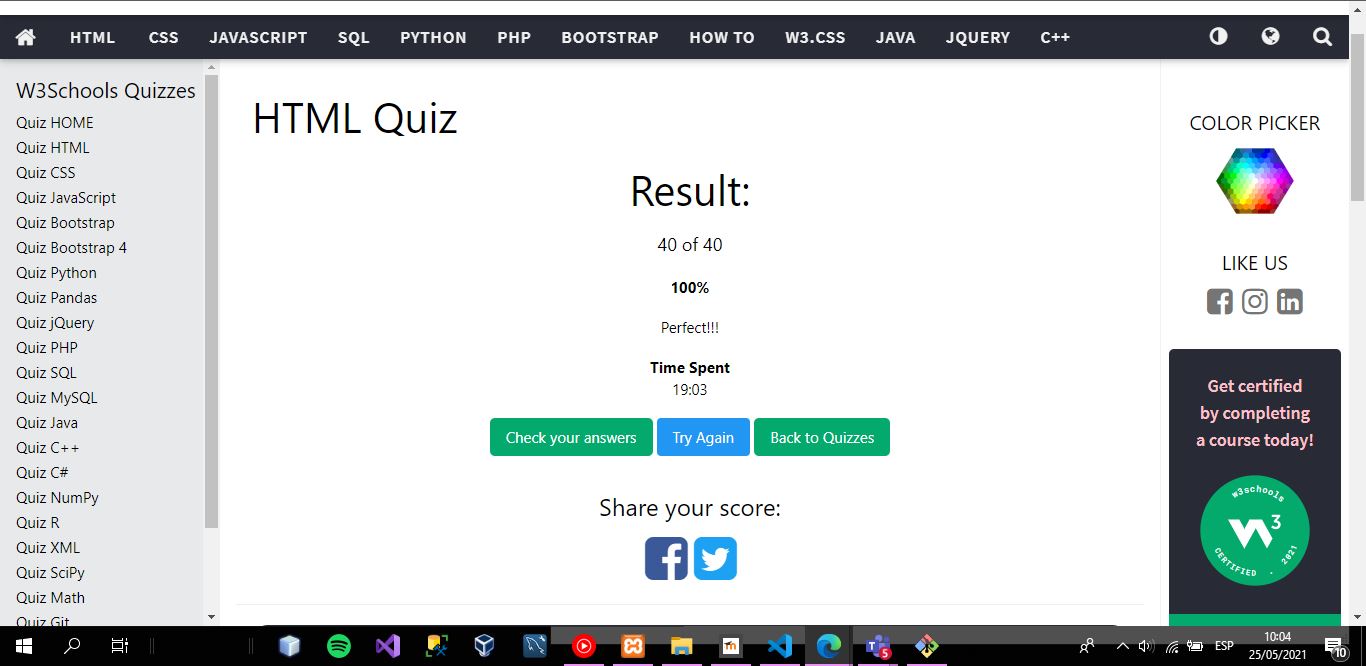 HTML CSS JAVASCRIPT SQL PYTHON PHP BOOTSTRAP HOW TO W3.CSS JAVA JQUERY C++
W3Schools Quizzes
Quiz HOME
Quiz HTML
Quiz CSS
Quiz JavaScript
Quiz Bootstrap
Quiz Bootstrap 4
Quiz Python
Quiz Pandas
Quiz jQuery
Quiz PHP
Quiz SQL
Quiz MySQL
Quiz Java
Quiz C++
Quiz C#
Quiz NumPy
Quiz R
Quiz XML
Quiz SciPy
Quiz Math
Quiz Git
HTML Quiz
Result:
40 of 40
100%
Perfect!!!
Time Spent
19:03
Check your answers Try Again Back to Quizzes
Share your score:
COLOR PICKER
LIKE US
Get certified
by completing
a course today!
w3schools
W3
CERTIFIED . 2021
5
ESP
10:04
25/05/2021
10